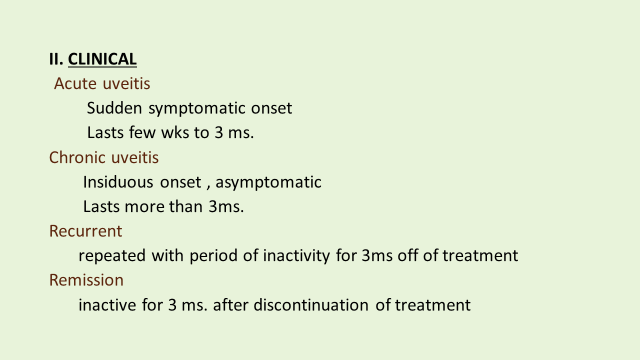 II. CLINICAL
Acute uveitis
Sudden symptomatic onset
Lasts few wks to 3 ms.
Chronic uveitis
Insiduous onset , asymptomatic
Lasts more than 3ms.
Recurrent
repeated with period of inactivity for 3ms off of treatment
Remission
inactive for 3 ms. after discontinuation of treatment